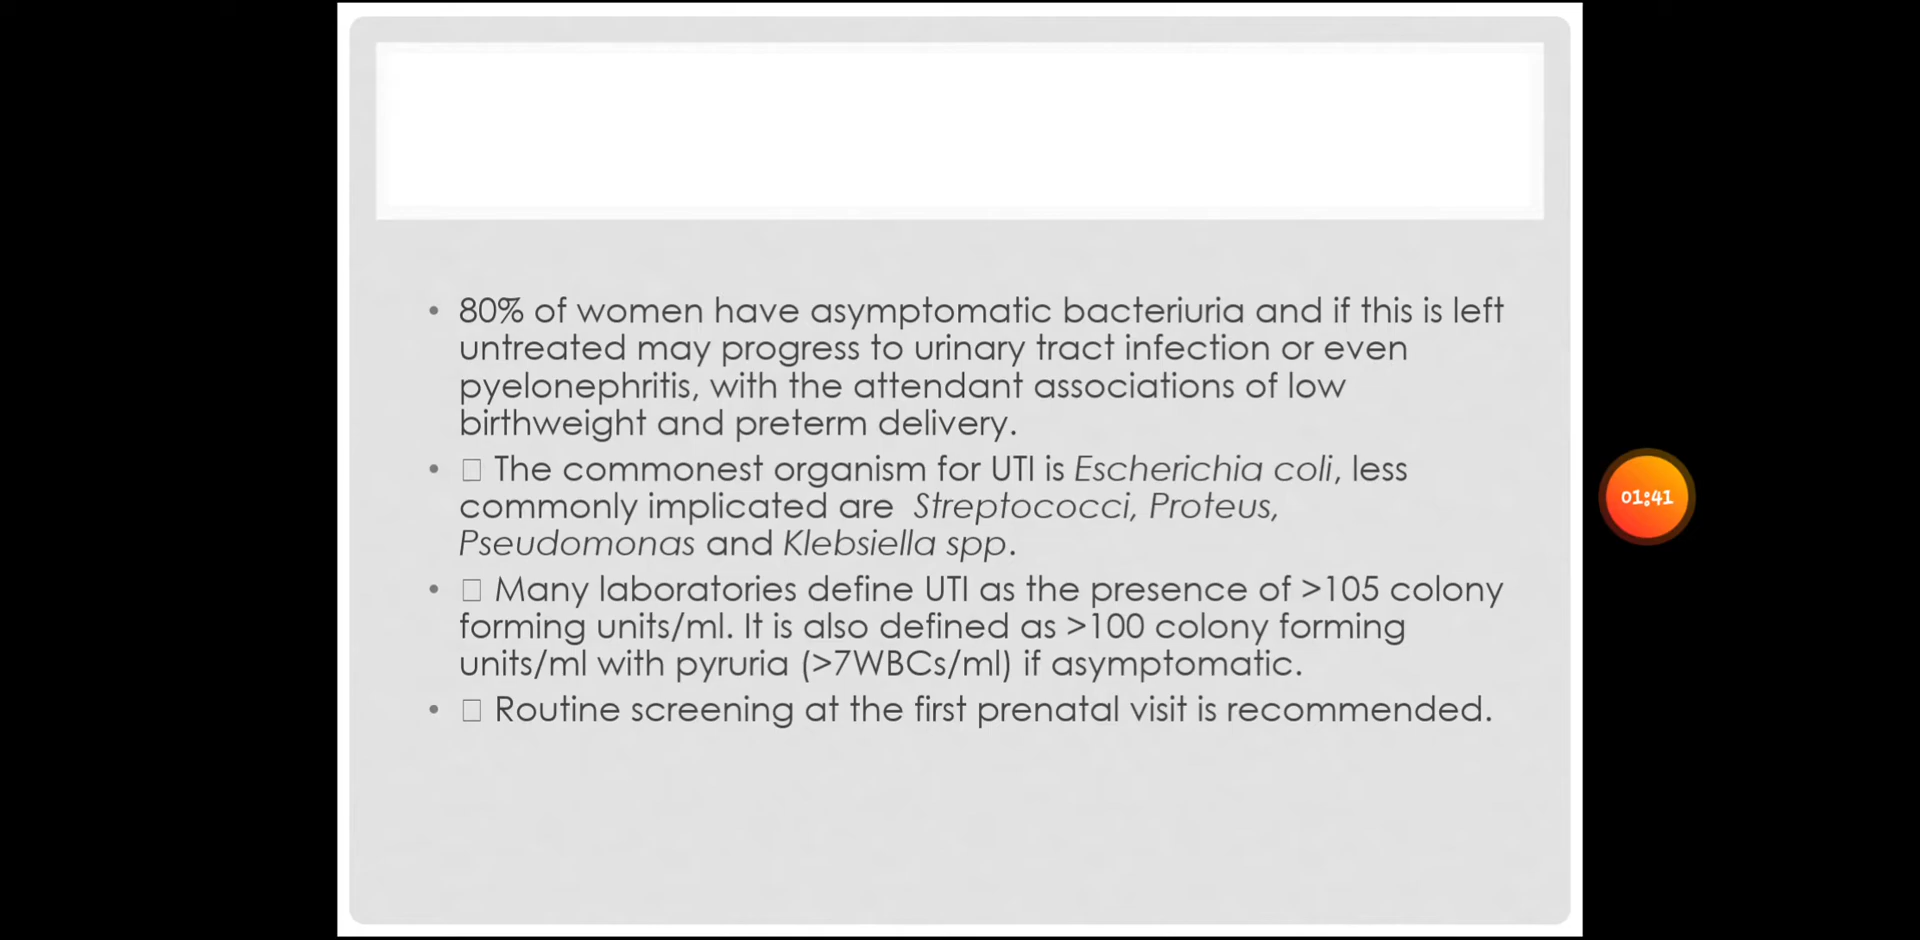 • 80% of women have asymptomatic bacteriuria and if this is left
untreated may progress to urinary tract infection or even
pyelonephritis, with the attendant associations of low
birthweight and preterm delivery.
• □ The commonest organism for UTI is Escherichia coli, less
commonly implicated are Streptococci, Proteus,
Pseudomonas and Klebsiella spp.
• □ Many laboratories define UTI as the presence of >105 colony
forming units/ml. It is also defined as >100 colony forming
units/ml with pyruria (>7WBCs/ml) if asymptomatic.
• □ Routine screening at the first prenatal visit is recommended.
01:41